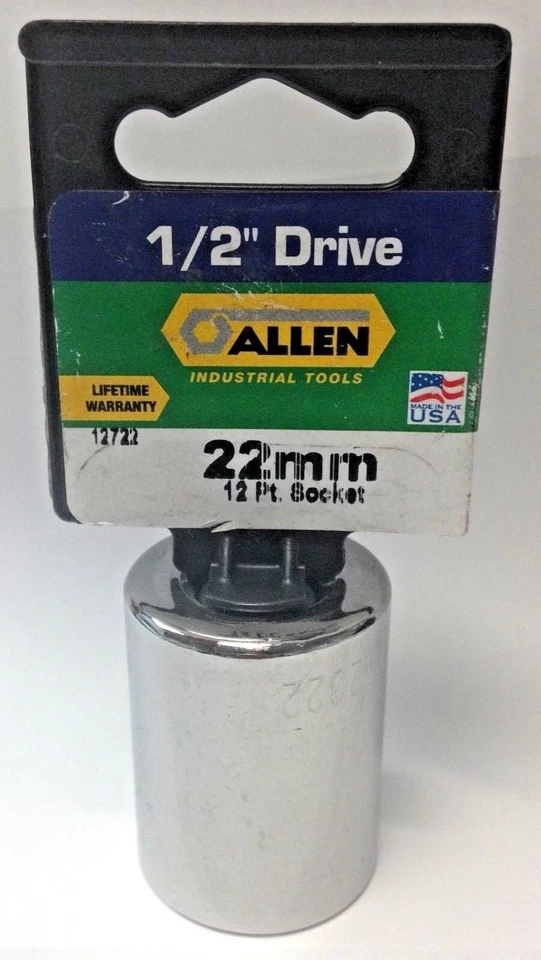 1/2" Drive
ALLEN
INDUSTRIAL TOOLS
LIFETIME
WARRANTY
MADE IN THE
USA
12722
22mm
12 Pt. Socket